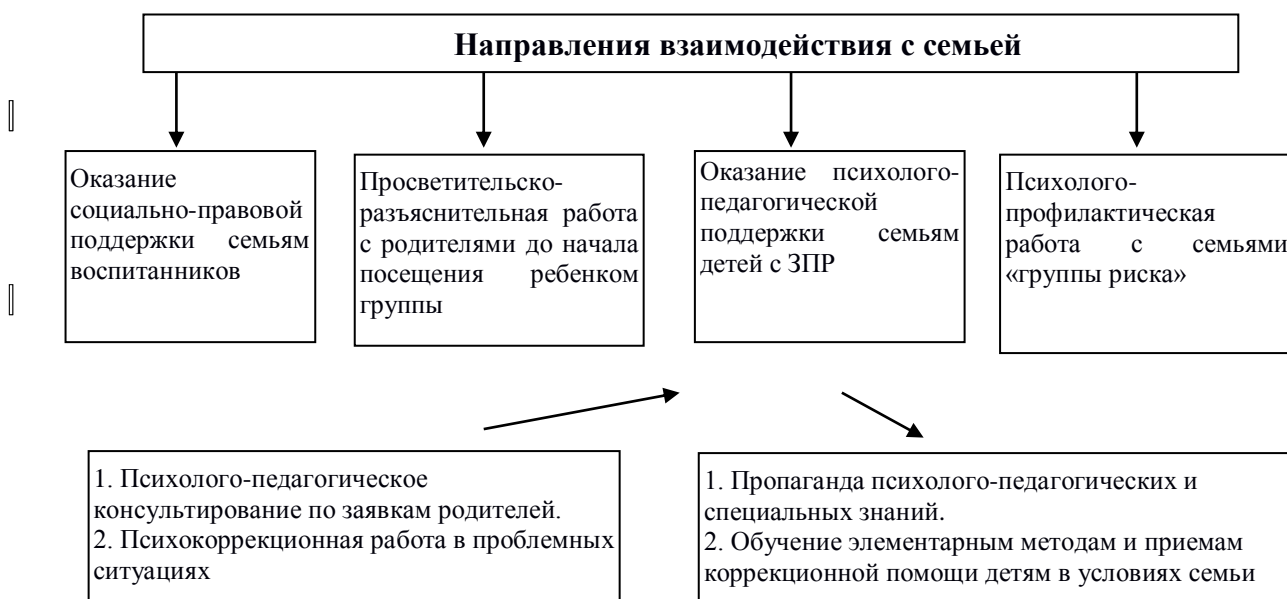 Направления взаимодействия с семьей
Оказание
социально-правовой
поддержки семьям
воспитанников
Просветительско-
разъяснительная работа
с родителями до начала
посещения ребенком
группы
Оказание психолого-
педагогической
поддержки семьям
детей с ЗПР
Психолого-
профилактическая
работа с семьями
«группы риска»
1. Психолого-педагогическое
консультирование по заявкам родителей.
2. Психокоррекционная работа в проблемных
ситуациях
1. Пропаганда психолого-педагогических и
специальных знаний.
2. Обучение элементарным методам и приемам
коррекционной помощи детям в условиях семьи